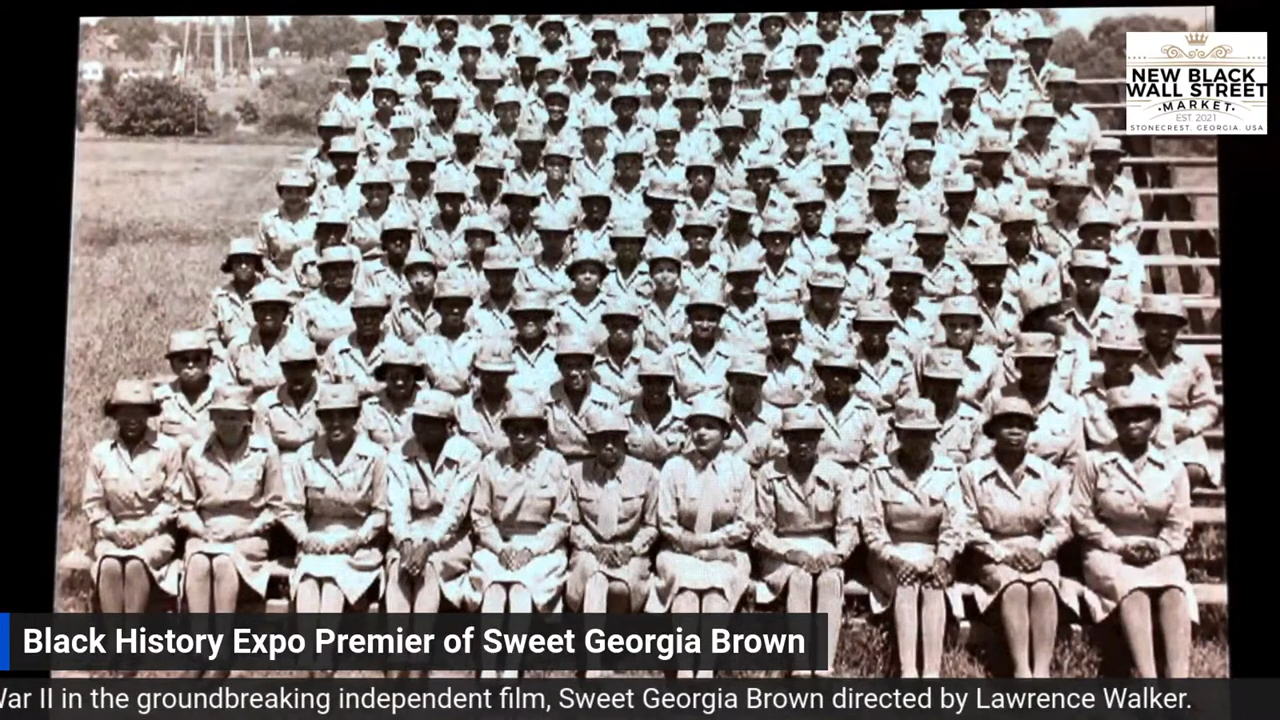 NEW BLACK
WALL STREET
MARKET
EST. 2021
STONECREST, GEORGIA, USA
Black History Expo Premier of Sweet Georgia Brown
War II in the groundbreaking independent film, Sweet Georgia Brown directed by Lawrence Walker.